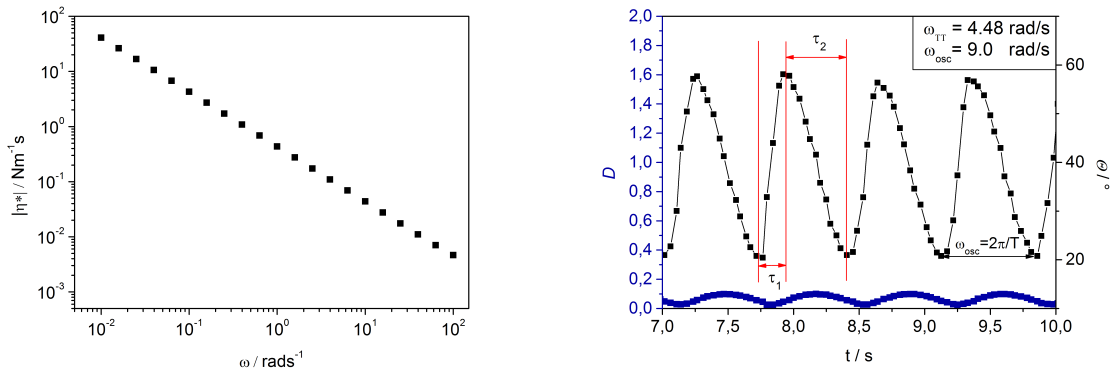 10²
10¹
10⁰
10⁻¹
10⁻²
10⁻³
|η*| / Nm⁻¹s
10⁻² 10⁻¹ 10⁰ 10¹ 10²
ω / rads⁻¹
2,0
1,8
1,6
1,4
1,2
1,0
0,8
0,6
0,4
0,2
0,0
D
τ₂
ω_TT = 4.48 rad/s
ω_osc = 9.0 rad/s
60
40
20
Θ / °
ω_osc=2π/T
τ₁
7,0 7,5 8,0 8,5 9,0 9,5 10,0
t / s